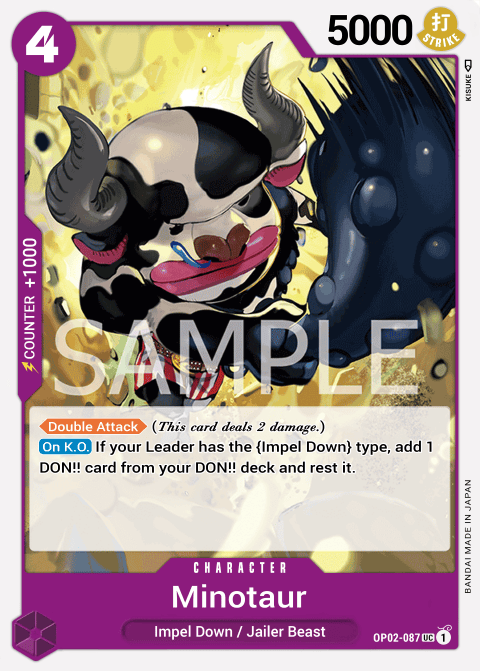 4
5000
打
STRIKE
KISUKE
COUNTER +1000
SAMPLE
Double Attack (This card deals 2 damage.)
On K.O. If your Leader has the {Impel Down} type, add 1
DON!! card from your DON!! deck and rest it.
BANDAI MADE IN JAPAN
CHARACTER
Minotaur
Impel Down / Jailer Beast
OP02-087 UC 1